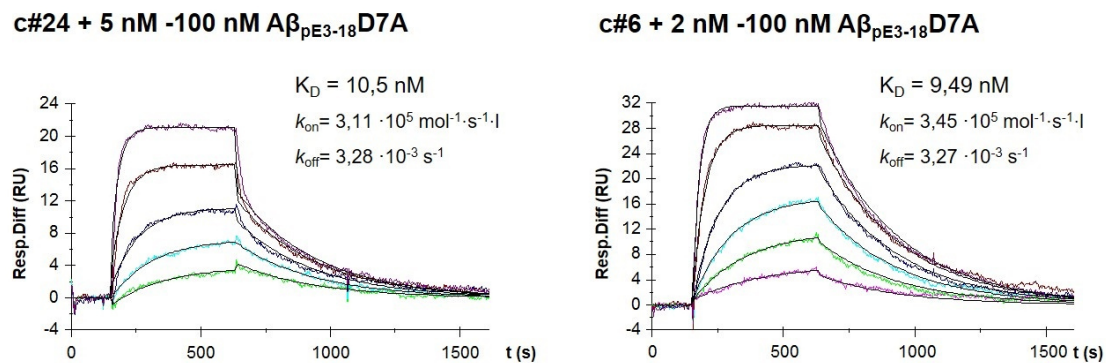 c#24 + 5 nM -100 nM AβpE3-18D7A
KD = 10,5 nM
kon= 3,11 ·10⁵ mol⁻¹·s⁻¹·l
koff= 3,28 ·10⁻³ s⁻¹
Resp.Diff (RU)
24
20
16
12
8
4
0
-4
0 500 1000 1500 t (s)
c#6 + 2 nM -100 nM AβpE3-18D7A
KD = 9,49 nM
kon= 3,45 ·10⁵ mol⁻¹·s⁻¹·l
koff= 3,27 ·10⁻³ s⁻¹
Resp.Diff (RU)
32
28
24
20
16
12
8
4
0
-4
0 500 1000 1500 t (s)